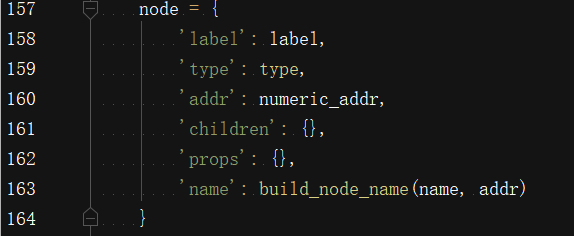 157 node = {
158 'label': label,
159 'type': type,
160 'addr': numeric_addr,
161 'children': {},
162 'props': {},
163 'name': build_node_name(name, addr)
164 }